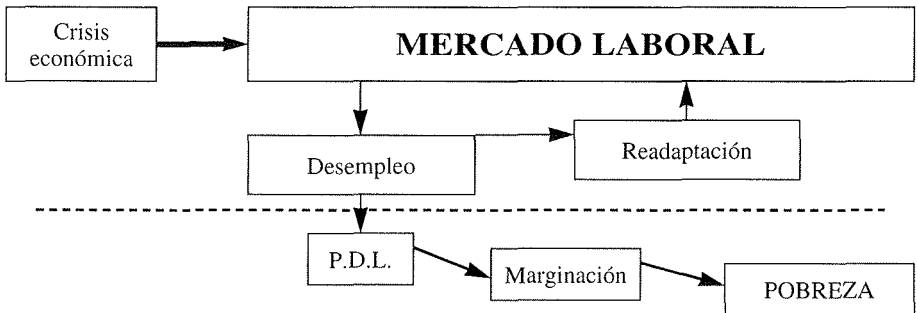 Crisis
económica
MERCADO LABORAL
Desempleo
Readaptación
P.D.L.
Marginación
POBREZA